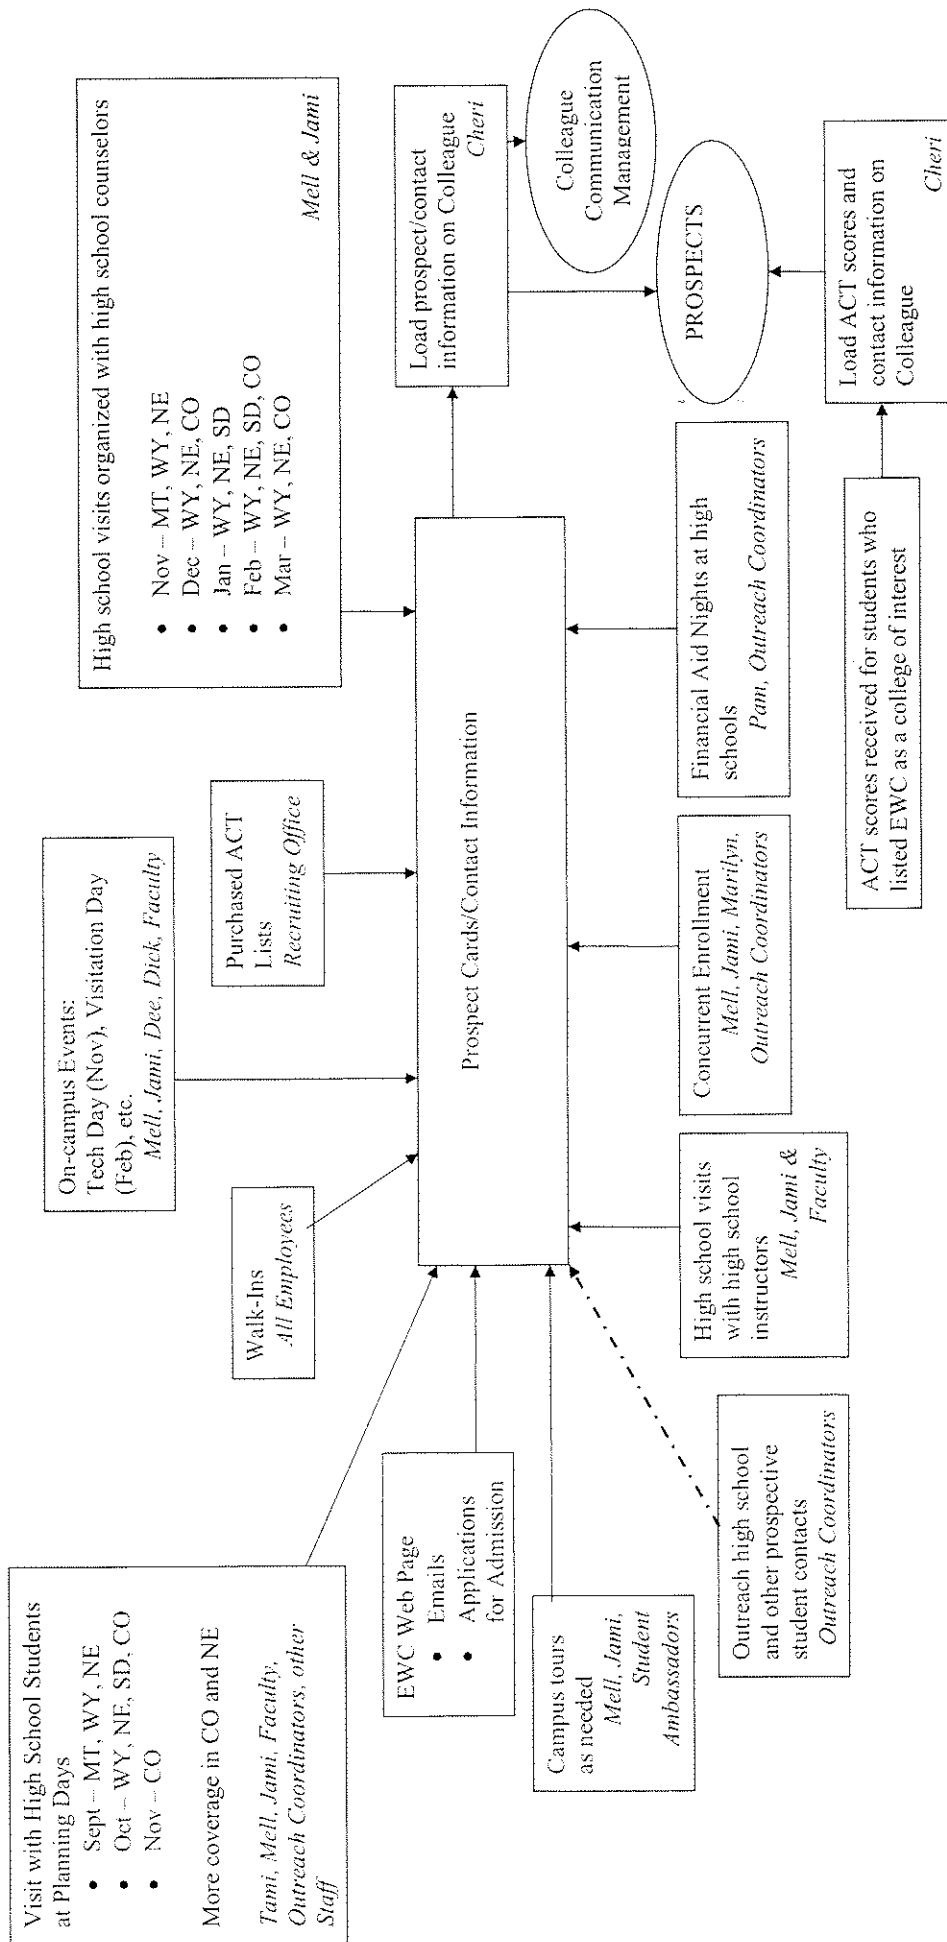 Visit with High School Students
at Planning Days
• Sept – MT, WY, NE
• Oct – WY, NE, SD, CO
• Nov – CO
More coverage in CO and NE
Tami, Mell, Jami, Faculty,
Outreach Coordinators, other
Staff
Walk-Ins
All Employees
On-campus Events:
Tech Day (Nov), Visitation Day
(Feb), etc.
Mell, Jami, Dee, Dick, Faculty
Purchased ACT
Lists
Recruiting Office
High school visits organized with high school counselors
• Nov – MT, WY, NE
• Dec – WY, NE, CO
• Jan – WY, NE, SD
• Feb – WY, NE, SD, CO
• Mar – WY, NE, CO
Mell & Jami
EWC Web Page
• Emails
• Applications
for Admission
Prospect Cards/Contact Information
Load prospect/contact
information on Colleague
Cheri
Colleague
Communication
Management
Campus tours
as needed
Mell, Jami,
Student
Ambassadors
Outreach high school
and other prospective
student contacts
Outreach Coordinators
High school visits
with high school
instructors
Mell, Jami &
Faculty
Concurrent Enrollment
Mell, Jami, Marilyn,
Outreach Coordinators
Financial Aid Nights at high
schools
Pam, Outreach Coordinators
PROSPECTS
ACT scores received for students who
listed EWC as a college of interest
Load ACT scores and
contact information on
Colleague
Cheri